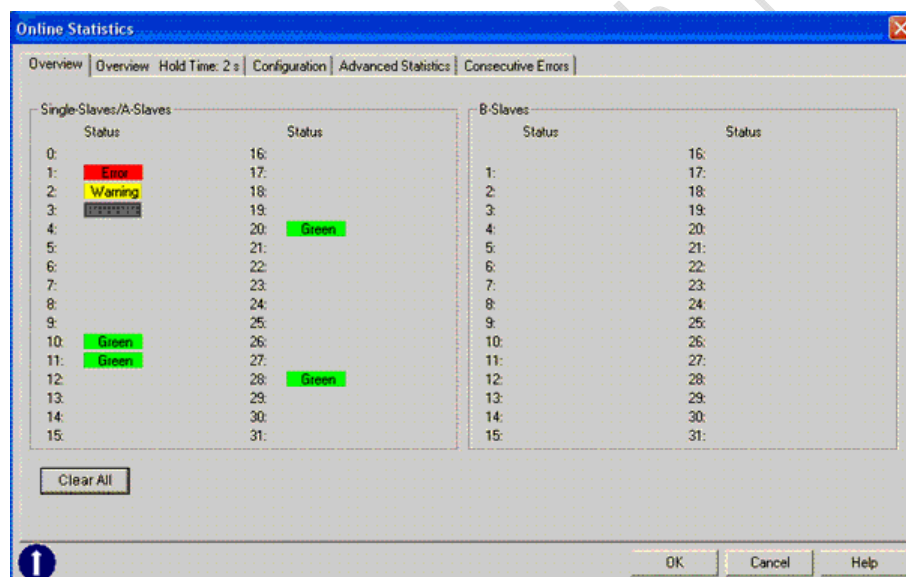 Online Statistics
Overview Overview Hold Time: 2 s Configuration Advanced Statistics Consecutive Errors
Single-Slaves/A-Slaves B-Slaves
Status Status Status Status
0: 16: 16:
1: Error 17: 1: 17:
2: Warning 18: 2: 18:
3: 19: 3: 19:
4: 20: Green 4: 20:
5: 21: 5: 21:
6: 22: 6: 22:
7: 23: 7: 23:
8: 24: 8: 24:
9: 25: 9: 25:
10: Green 26: 10: 26:
11: Green 27: 11: 27:
12: 28: Green 12: 28:
13: 29: 13: 29:
14: 30: 14: 30:
15: 31: 15: 31:
Clear All
OK Cancel Help